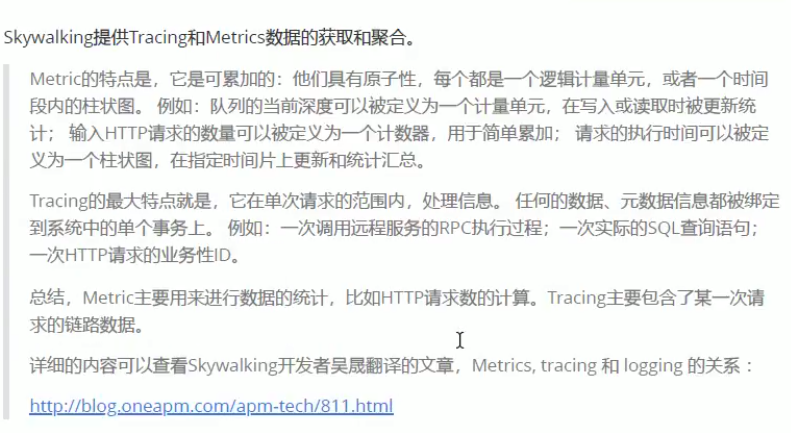 Skywalking提供Tracing和Metrics数据的获取和聚合。
Metric的特点是，它是可累加的：他们具有原子性，每个都是一个逻辑计量单元，或者一个时间
段内的柱状图。 例如：队列的当前深度可以被定义为一个计量单元，在写入或读取时被更新统
计； 输入HTTP请求的数量可以被定义为一个计数器，用于简单累加； 请求的执行时间可以被定
义为一个柱状图，在指定时间片上更新和统计汇总。
Tracing的最大特点就是，它在单次请求的范围内，处理信息。 任何的数据、元数据信息都被绑定
到系统中的单个事务上。 例如：一次调用远程服务的RPC执行过程；一次实际的SQL查询语句；
一次HTTP请求的业务性ID。
总结，Metric主要用来进行数据的统计，比如HTTP请求数的计算。Tracing主要包含了某一次请
求的链路数据。
详细的内容可以查看Skywalking开发者吴晟翻译的文章，Metrics, tracing 和 logging 的关系 ：
http://blog.oneapm.com/apm-tech/811.html